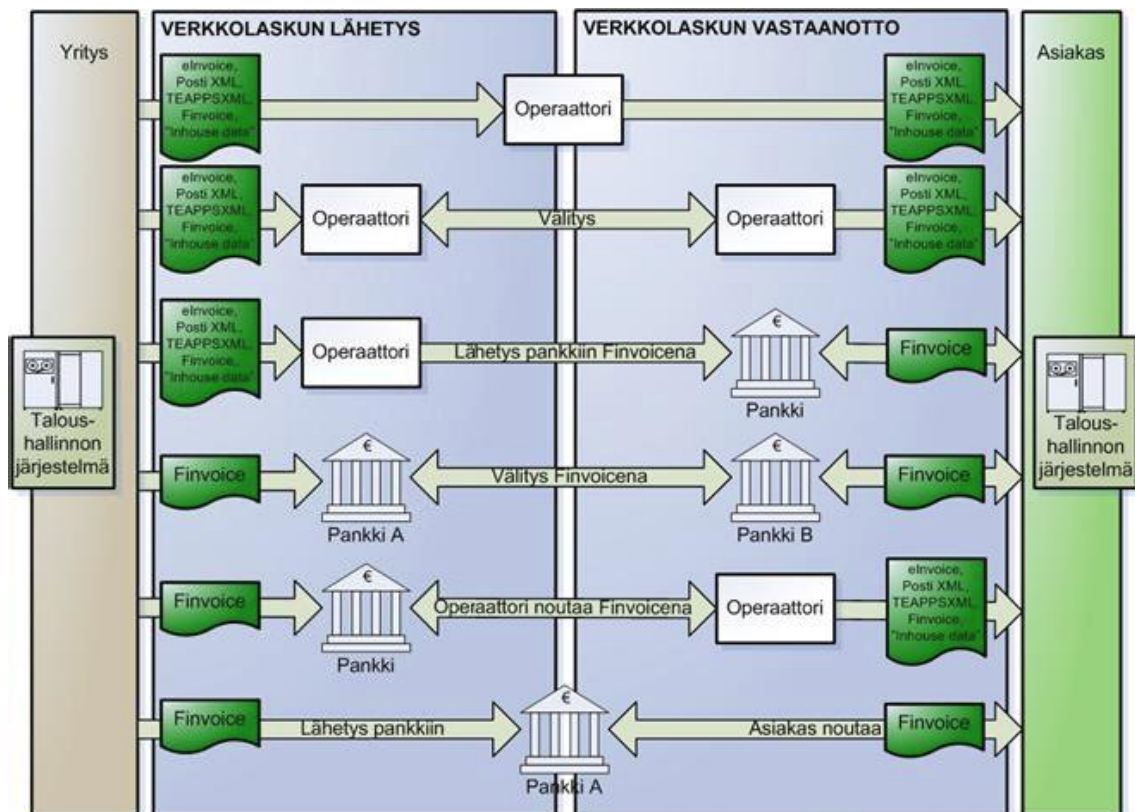 VERKKOLASKUN LÄHETYS
VERKKOLASKUN VASTAANOTTO
Yritys
Asiakas
eInvoice,
Posti XML,
TEAPPSXML,
Finvoice,
"Inhouse data"
Operaattori
eInvoice,
Posti XML,
TEAPPSXML,
Finvoice,
"Inhouse data"
eInvoice,
Posti XML,
TEAPPSXML,
Finvoice,
"Inhouse data"
Operaattori
Välitys
Operaattori
eInvoice,
Posti XML,
TEAPPSXML,
Finvoice,
"Inhouse data"
eInvoice,
Posti XML,
TEAPPSXML,
Finvoice,
"Inhouse data"
Operaattori
Lähetys pankkiin Finvoicena
€
Pankki
Finvoice
Talous-
hallinnon
järjestelmä
Talous-
hallinnon
järjestelmä
Finvoice
€
Pankki A
Välitys Finvoicena
€
Pankki B
Finvoice
Finvoice
€
Pankki
Operaattori noutaa Finvoicena
Operaattori
eInvoice,
Posti XML,
TEAPPSXML,
Finvoice,
"Inhouse data"
Finvoice
Lähetys pankkiin
€
Pankki A
Asiakas noutaa
Finvoice